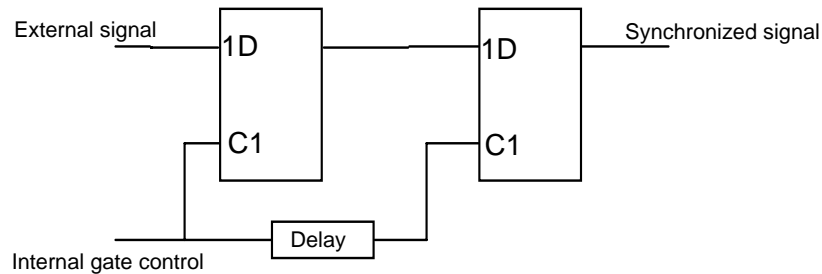 External signal
Synchronized signal
1D
1D
C1
C1
Delay
Internal gate control